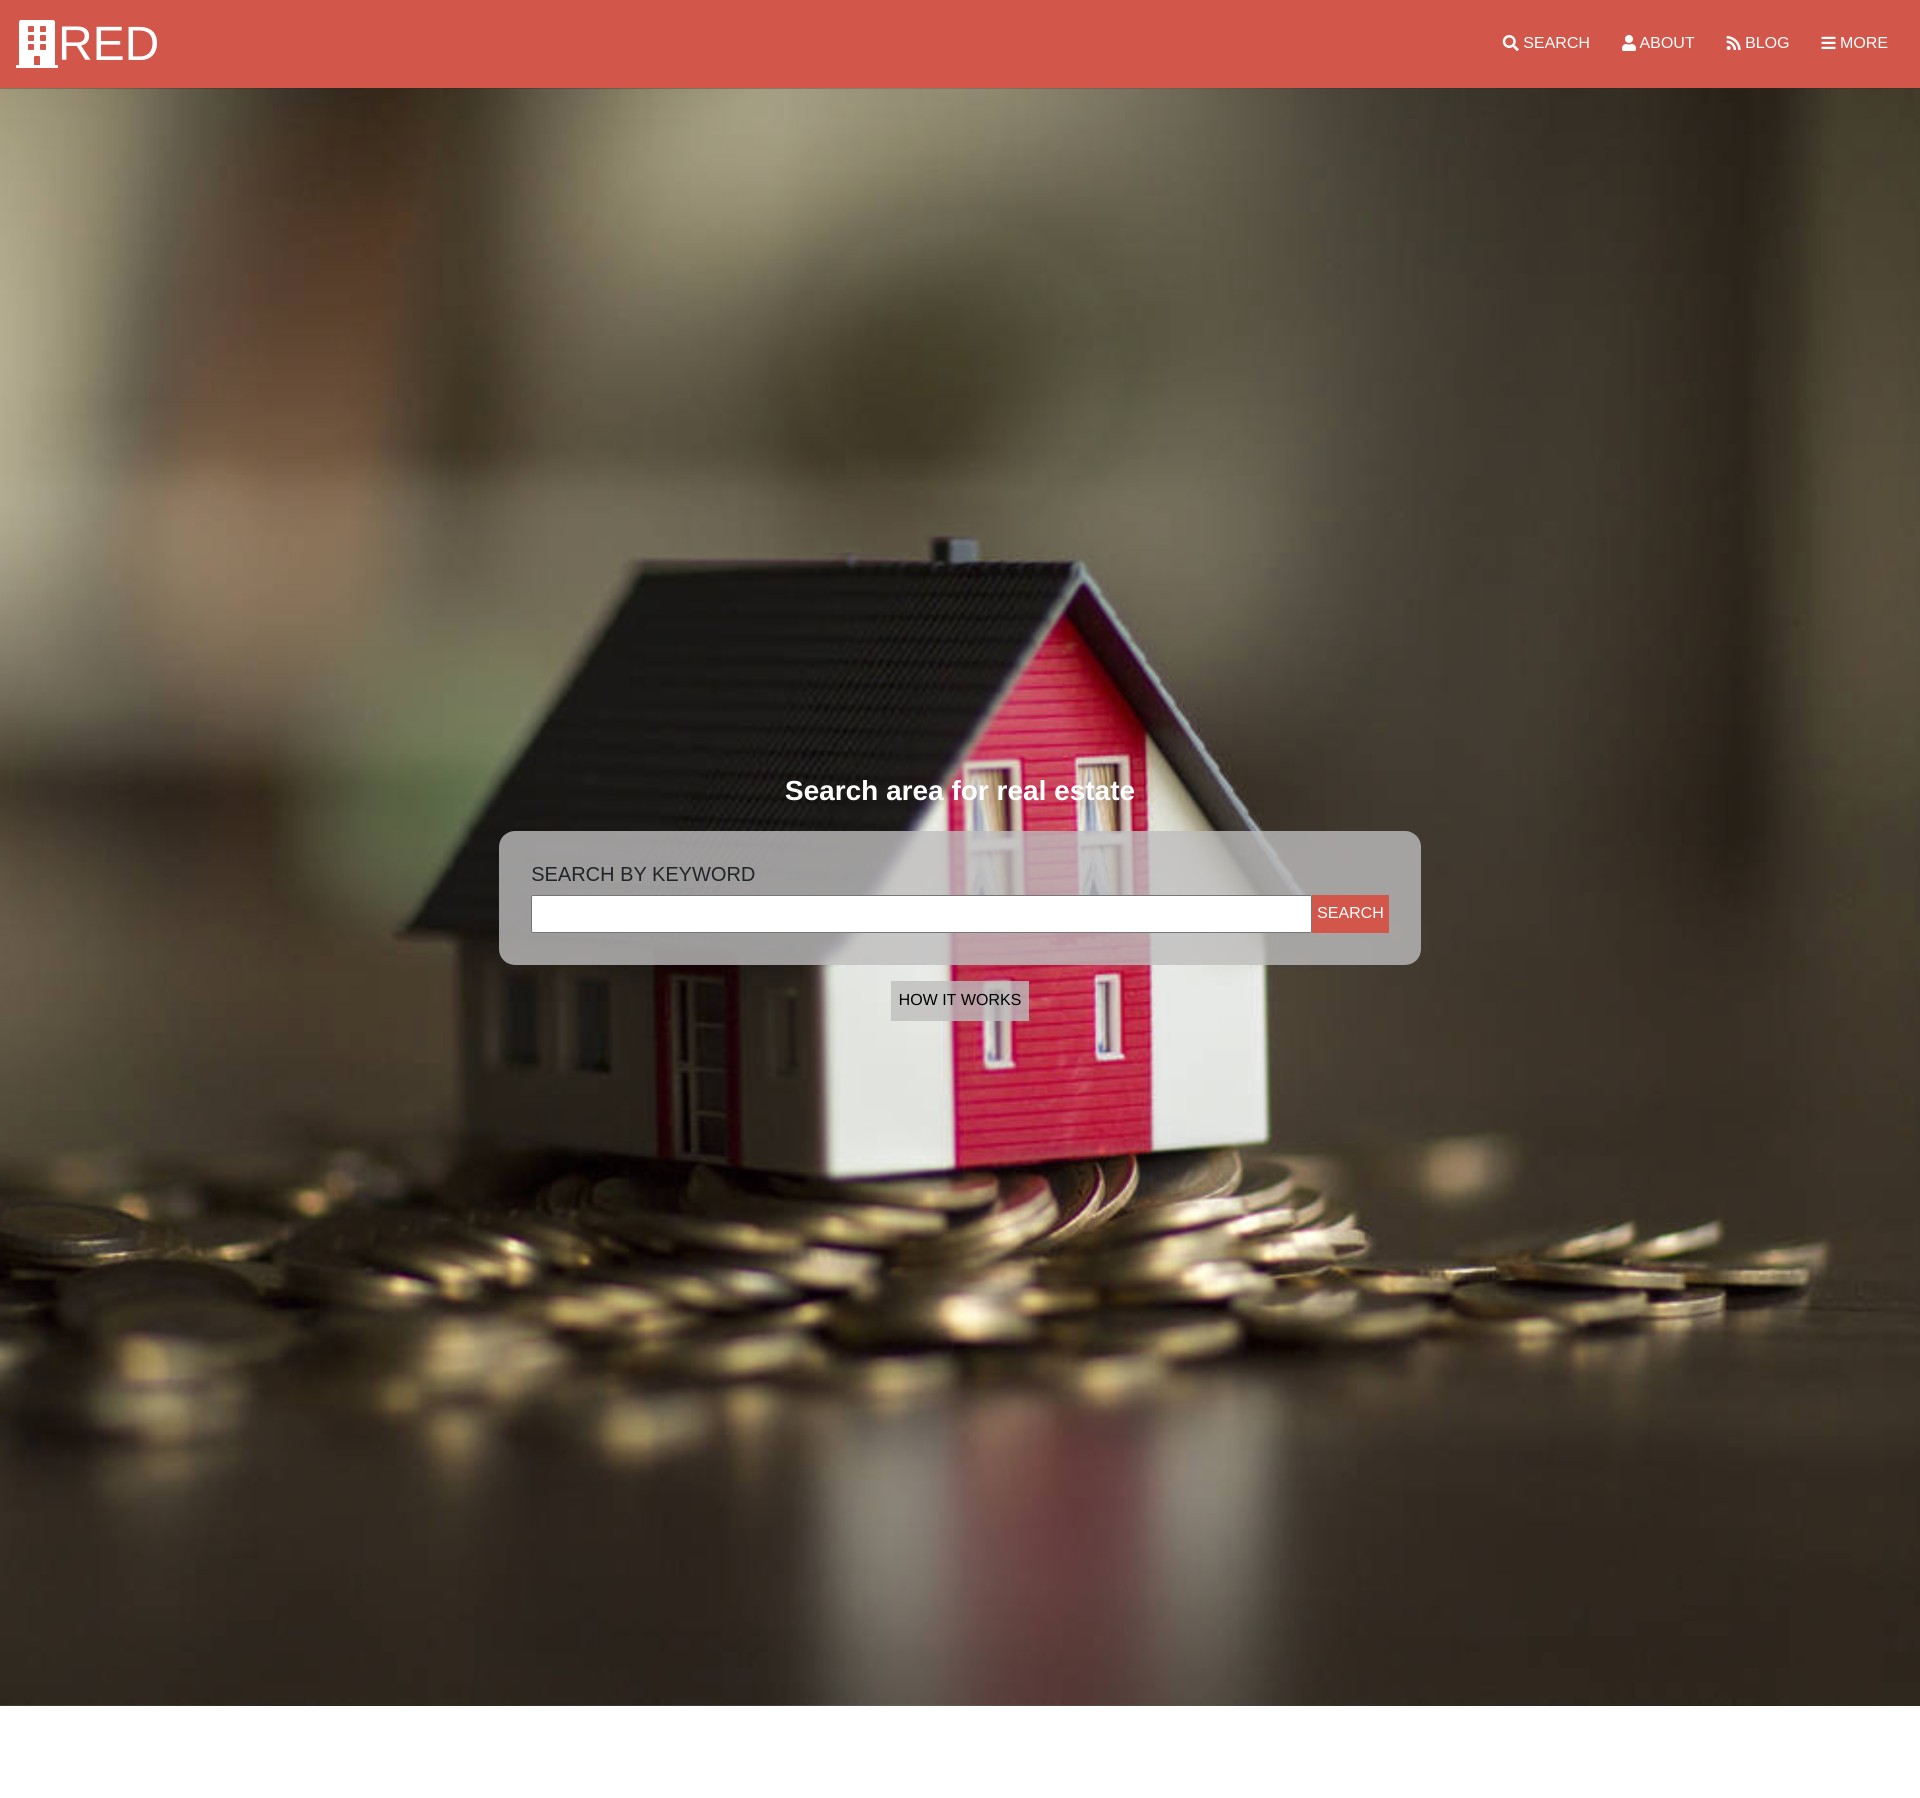 RED
SEARCH
ABOUT
BLOG
MORE
Search area for real estate
SEARCH BY KEYWORD
SEARCH
HOW IT WORKS